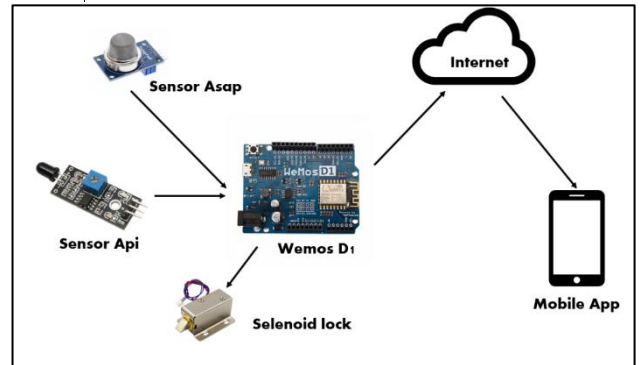 Internet
Sensor Asap
WeMos D1
Sensor Api
Wemos D1
Mobile App
Selenoid lock